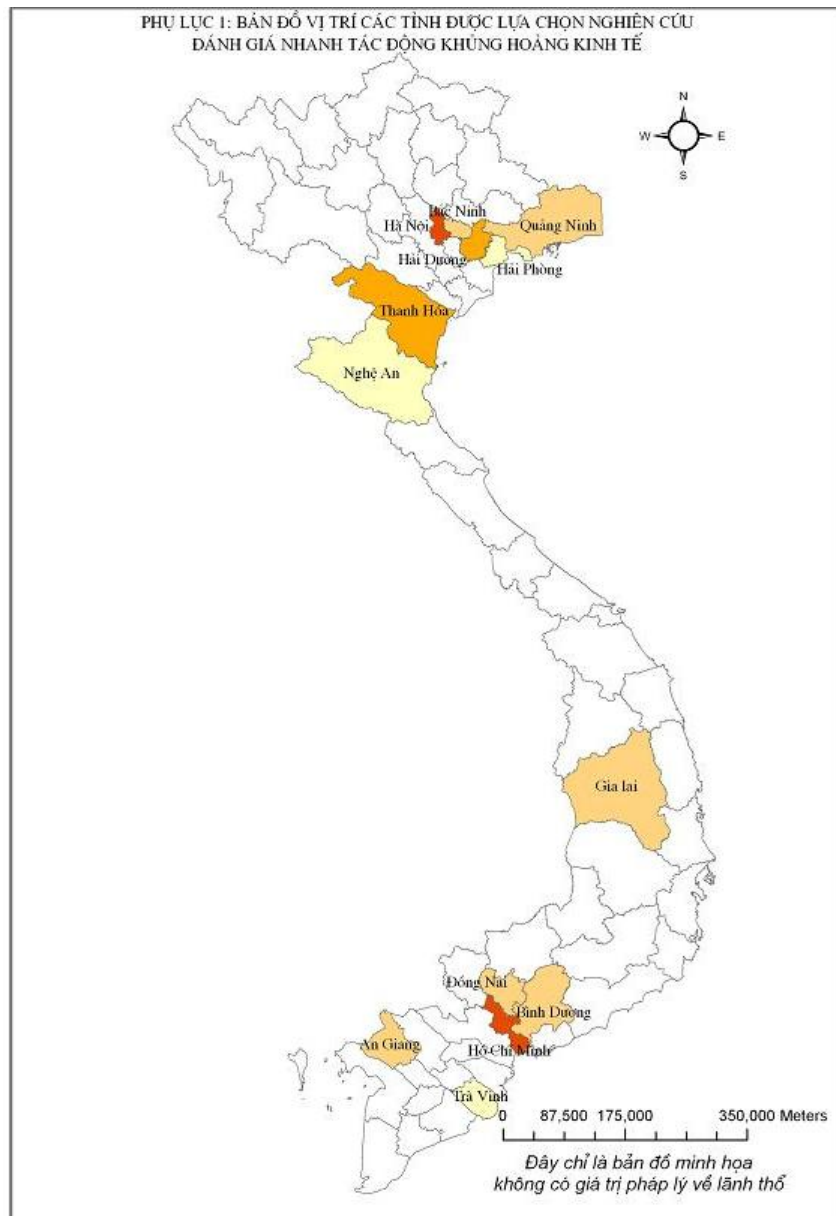 PHỤ LỤC 1: BẢN ĐỒ VỊ TRÍ CÁC TỈNH ĐƯỢC LỰA CHỌN NGHIÊN CỨU
ĐÁNH GIÁ NHANH TÁC ĐỘNG KHỦNG HOẢNG KINH TẾ
N
W E
S
Bắc Ninh
Hà Nội
Quảng Ninh
Hải Dương
Hải Phòng
Thanh Hóa
Nghệ An
Gia lai
Đồng Nai
Bình Dương
An Giang
Hồ Chí Minh
Trà Vinh
0 87,500 175,000 350,000 Meters
Đây chỉ là bản đồ minh họa
không có giá trị pháp lý về lãnh thổ